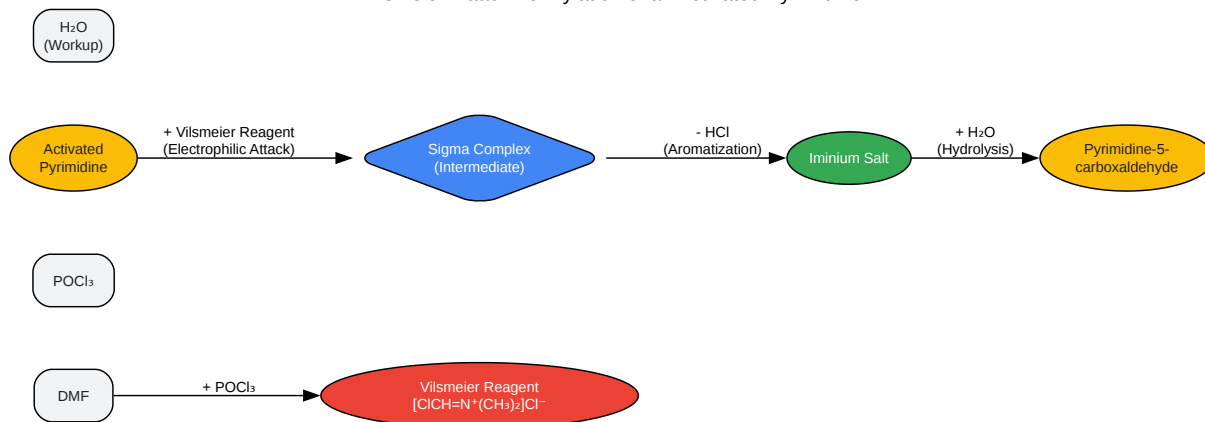 H₂O
(Workup)
+ Vilsmeier Reagent
(Electrophilic Attack)
- HCl
(Aromatization)
+ H₂O
(Hydrolysis)
Activated
Pyrimidine
Sigma Complex
(Intermediate)
Iminium Salt
Pyrimidine-5-
carboxaldehyde
POCl₃
DMF
+ POCl₃
Vilsmeier Reagent
[ClCH=N⁺(CH₃)₂]Cl⁻